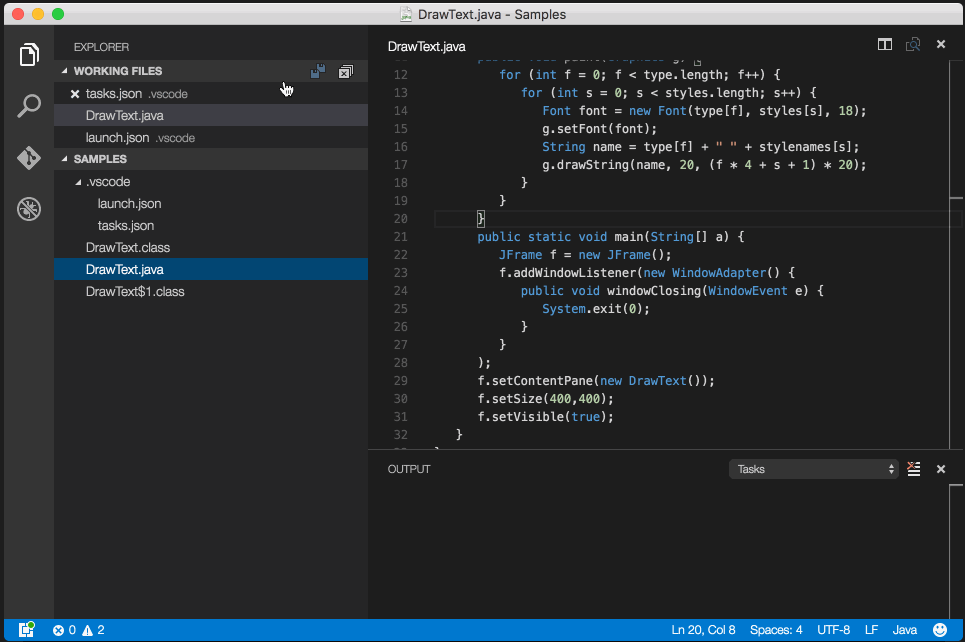 DrawText.java - Samples
EXPLORER
WORKING FILES
tasks.json .vscode
DrawText.java
launch.json .vscode
SAMPLES
.vscode
launch.json
tasks.json
DrawText.class
DrawText.java
DrawText$1.class
DrawText.java
12 for (int f = 0; f < type.length; f++) {
13 for (int s = 0; s < styles.length; s++) {
14 Font font = new Font(type[f], styles[s], 18);
15 g.setFont(font);
16 String name = type[f] + " " + stylenames[s];
17 g.drawString(name, 20, (f * 4 + s + 1) * 20);
18 }
19 }
20 }
21 public static void main(String[] a) {
22 JFrame f = new JFrame();
23 f.addWindowListener(new WindowAdapter() {
24 public void windowClosing(WindowEvent e) {
25 System.exit(0);
26 }
27 }
28 );
29 f.setContentPane(new DrawText());
30 f.setSize(400,400);
31 f.setVisible(true);
32 }
OUTPUT
Tasks
0 2
Ln 20, Col 8 Spaces: 4 UTF-8 LF Java